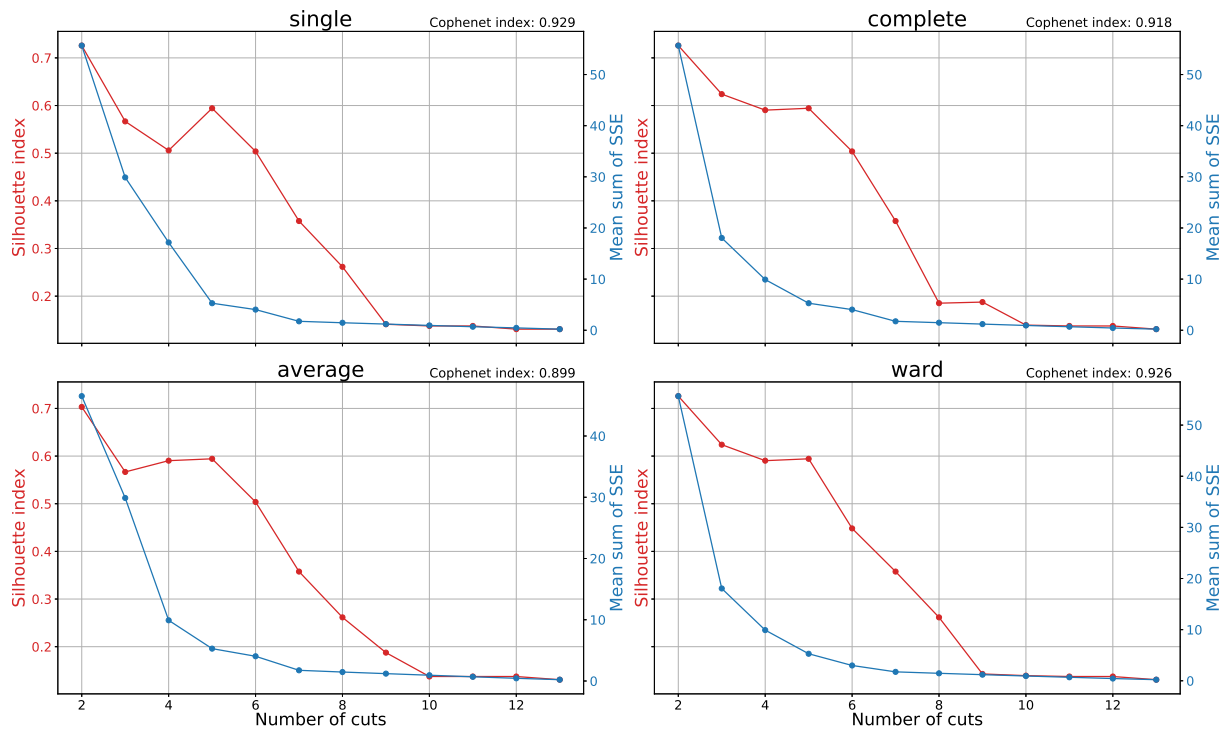 single
Cophenet index: 0.929
0.7
0.6
0.5
0.4
0.3
0.2
Silhouette index
50
40
30
20
10
0
Mean sum of SSE
complete
Cophenet index: 0.918
Silhouette index
50
40
30
20
10
0
Mean sum of SSE
average
Cophenet index: 0.899
0.7
0.6
0.5
0.4
0.3
0.2
Silhouette index
40
30
20
10
0
Mean sum of SSE
2 4 6 8 10 12
Number of cuts
ward
Cophenet index: 0.926
Silhouette index
50
40
30
20
10
0
Mean sum of SSE
2 4 6 8 10 12
Number of cuts